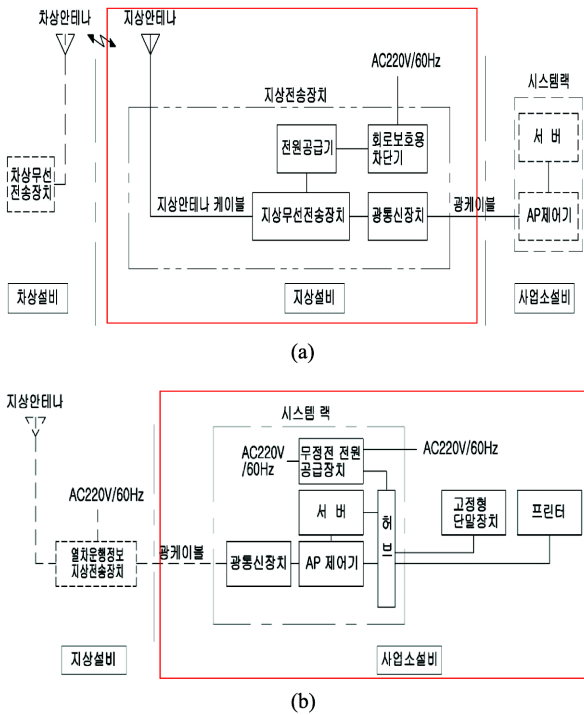 차상안테나
지상안테나
AC220V/60Hz
지상전송장치
시스템랙
전원공급기
회로보호용
차단기
서 버
차상무선
전송장치
지상안테나 케이블
지상무선전송장치
광통신장치
광케이블
AP제어기
차상설비
지상설비
사업소설비
(a)
지상안테나
시스템 랙
AC220V
/60Hz
무정전 전원
공급장치
AC220V/60Hz
AC220V/60Hz
서 버
허브
고정형
단말장치
프린터
열차운행정보
지상전송장치
광케이블
광통신장치
AP 제어기
지상설비
사업소설비
(b)